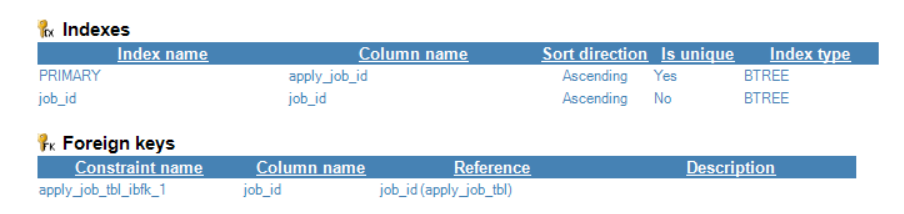 Indexes
Index name Column name Sort direction Is unique Index type
PRIMARY apply_job_id Ascending Yes BTREE
job_id job_id Ascending No BTREE
Foreign keys
Constraint name Column name Reference Description
apply_job_tbl_ibfk_1 job_id job_id (apply_job_tbl)